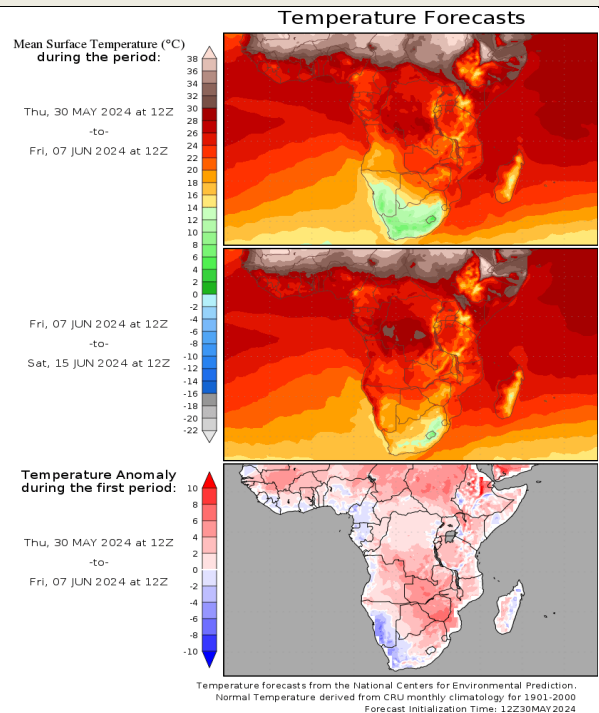 Temperature Forecasts
Mean Surface Temperature (°C)
during the period:
Thu, 30 MAY 2024 at 12Z
-to-
Fri, 07 JUN 2024 at 12Z
38
36
34
32
30
28
26
24
22
20
18
16
14
12
10
8
6
4
2
0
-2
-4
-6
-8
-10
-12
-14
-16
-18
-20
-22
Fri, 07 JUN 2024 at 12Z
-to-
Sat, 15 JUN 2024 at 12Z
Temperature Anomaly
during the first period:
Thu, 30 MAY 2024 at 12Z
-to-
Fri, 07 JUN 2024 at 12Z
10
8
6
4
2
0
-2
-4
-6
-8
-10
Temperature forecasts from the National Centers for Environmental Prediction.
Normal Temperature derived from CRU monthly climatology for 1901-2000
Forecast Initialization Time: 12Z30MAY2024